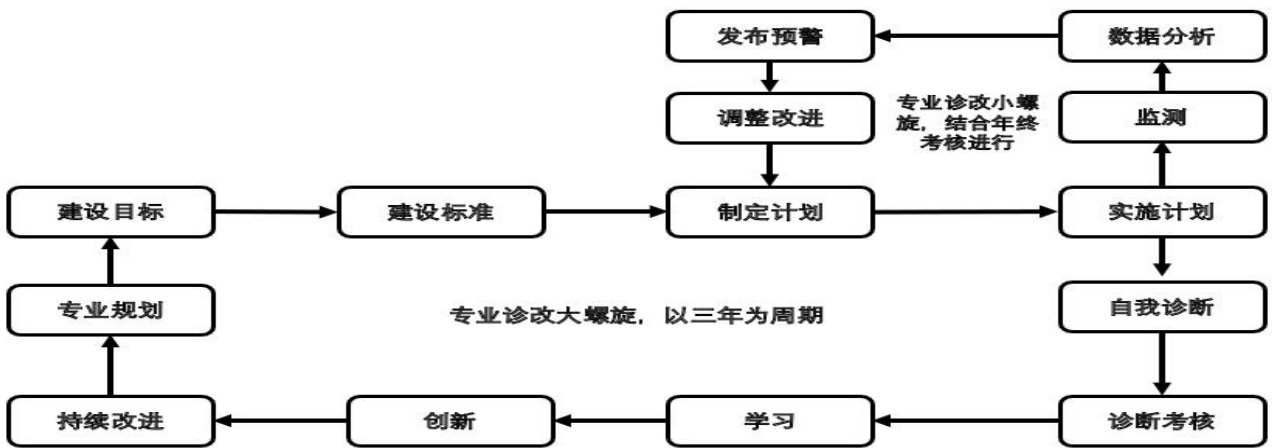 发布预警
数据分析
调整改进
专业诊改小螺
旋，结合年终
考核进行
监测
建设目标
建设标准
制定计划
实施计划
专业规划
专业诊改大螺旋，以三年为周期
自我诊断
持续改进
创新
学习
诊断考核